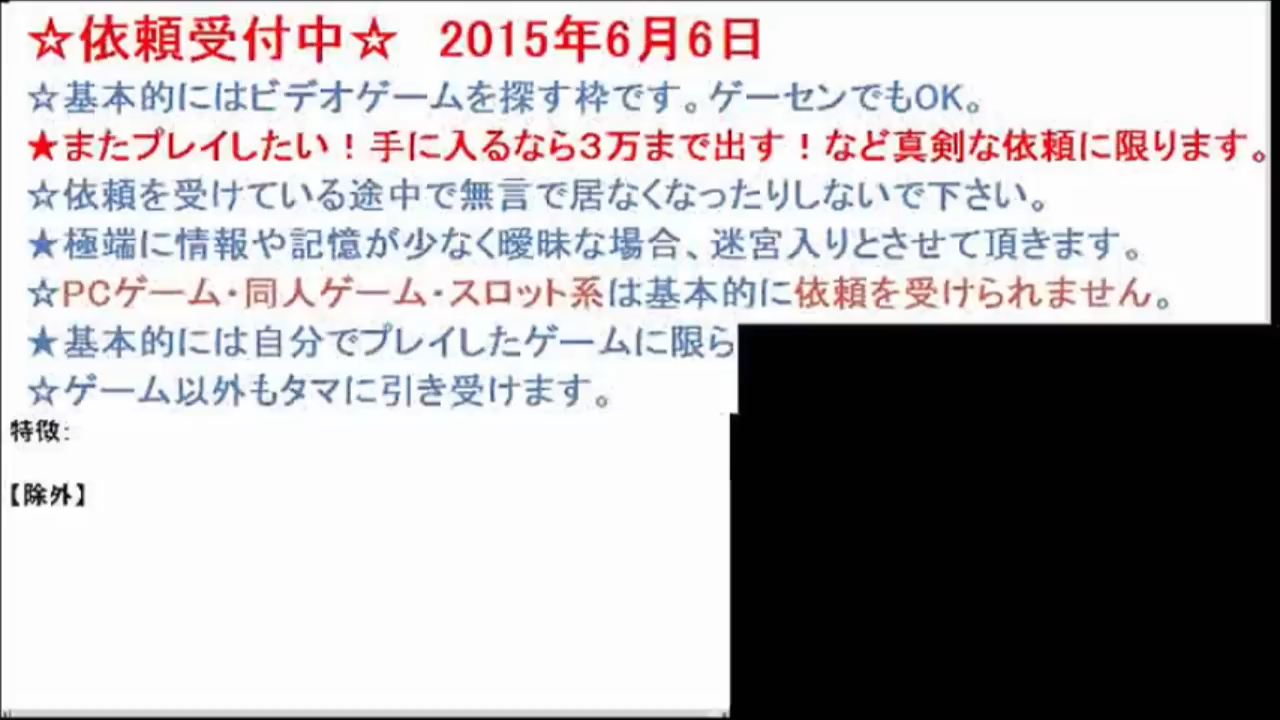 ☆依頼受付中☆ 2015年6月6日
☆基本的にはビデオゲームを探す枠です。ゲーセンでもOK。
★またプレイしたい！手に入るなら３万まで出す！など真剣な依頼に限ります。
☆依頼を受けている途中で無言で居なくなったりしないで下さい。
★極端に情報や記憶が少なく曖昧な場合、迷宮入りとさせて頂きます。
☆PCゲーム・同人ゲーム・スロット系は基本的に依頼を受けられません。
★基本的には自分でプレイしたゲームに限ら
☆ゲーム以外もタマに引き受けます。
特徴：
【除外】